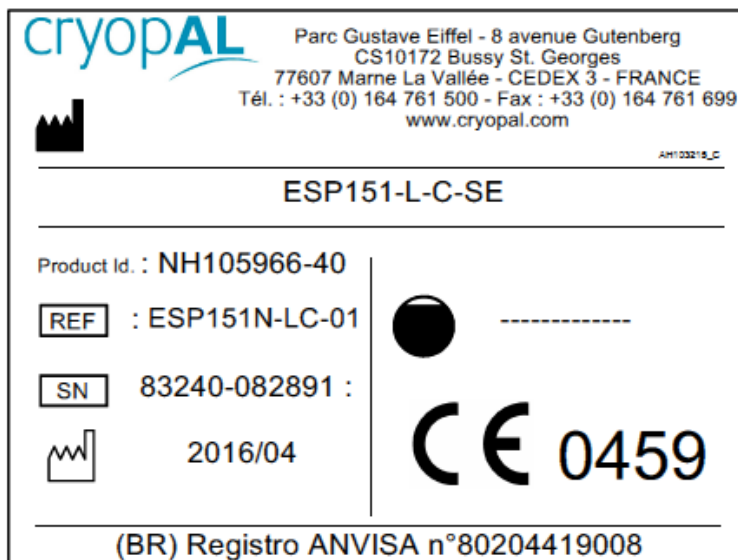 cryopAL
Parc Gustave Eiffel - 8 avenue Gutenberg
CS10172 Bussy St. Georges
77607 Marne La Vallée - CEDEX 3 - FRANCE
Tél. : +33 (0) 164 761 500 - Fax : +33 (0) 164 761 699
www.cryopal.com
AH103215_C
ESP151-L-C-SE
Product Id. : NH105966-40
REF : ESP151N-LC-01
-------------
SN 83240-082891 :
2016/04
CE 0459
(BR) Registro ANVISA n°80204419008